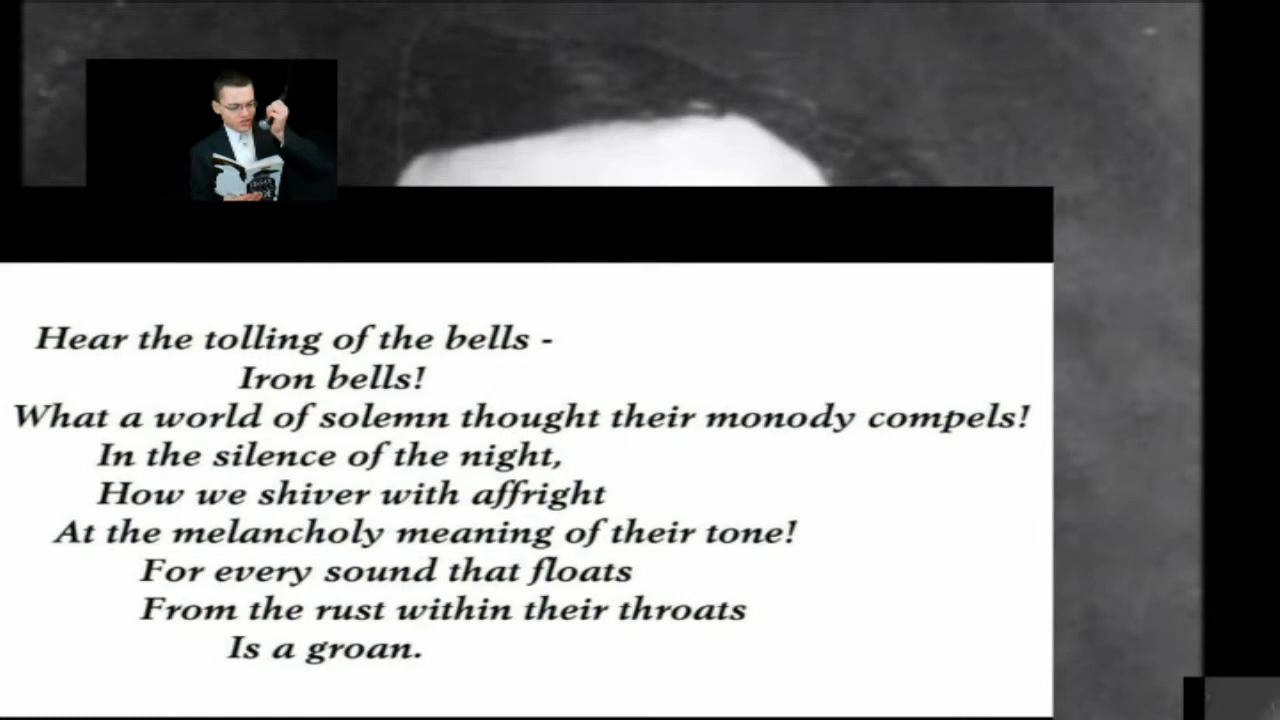 Hear the tolling of the bells -
Iron bells!
What a world of solemn thought their monody compels!
In the silence of the night,
How we shiver with affright
At the melancholy meaning of their tone!
For every sound that floats
From the rust within their throats
Is a groan.